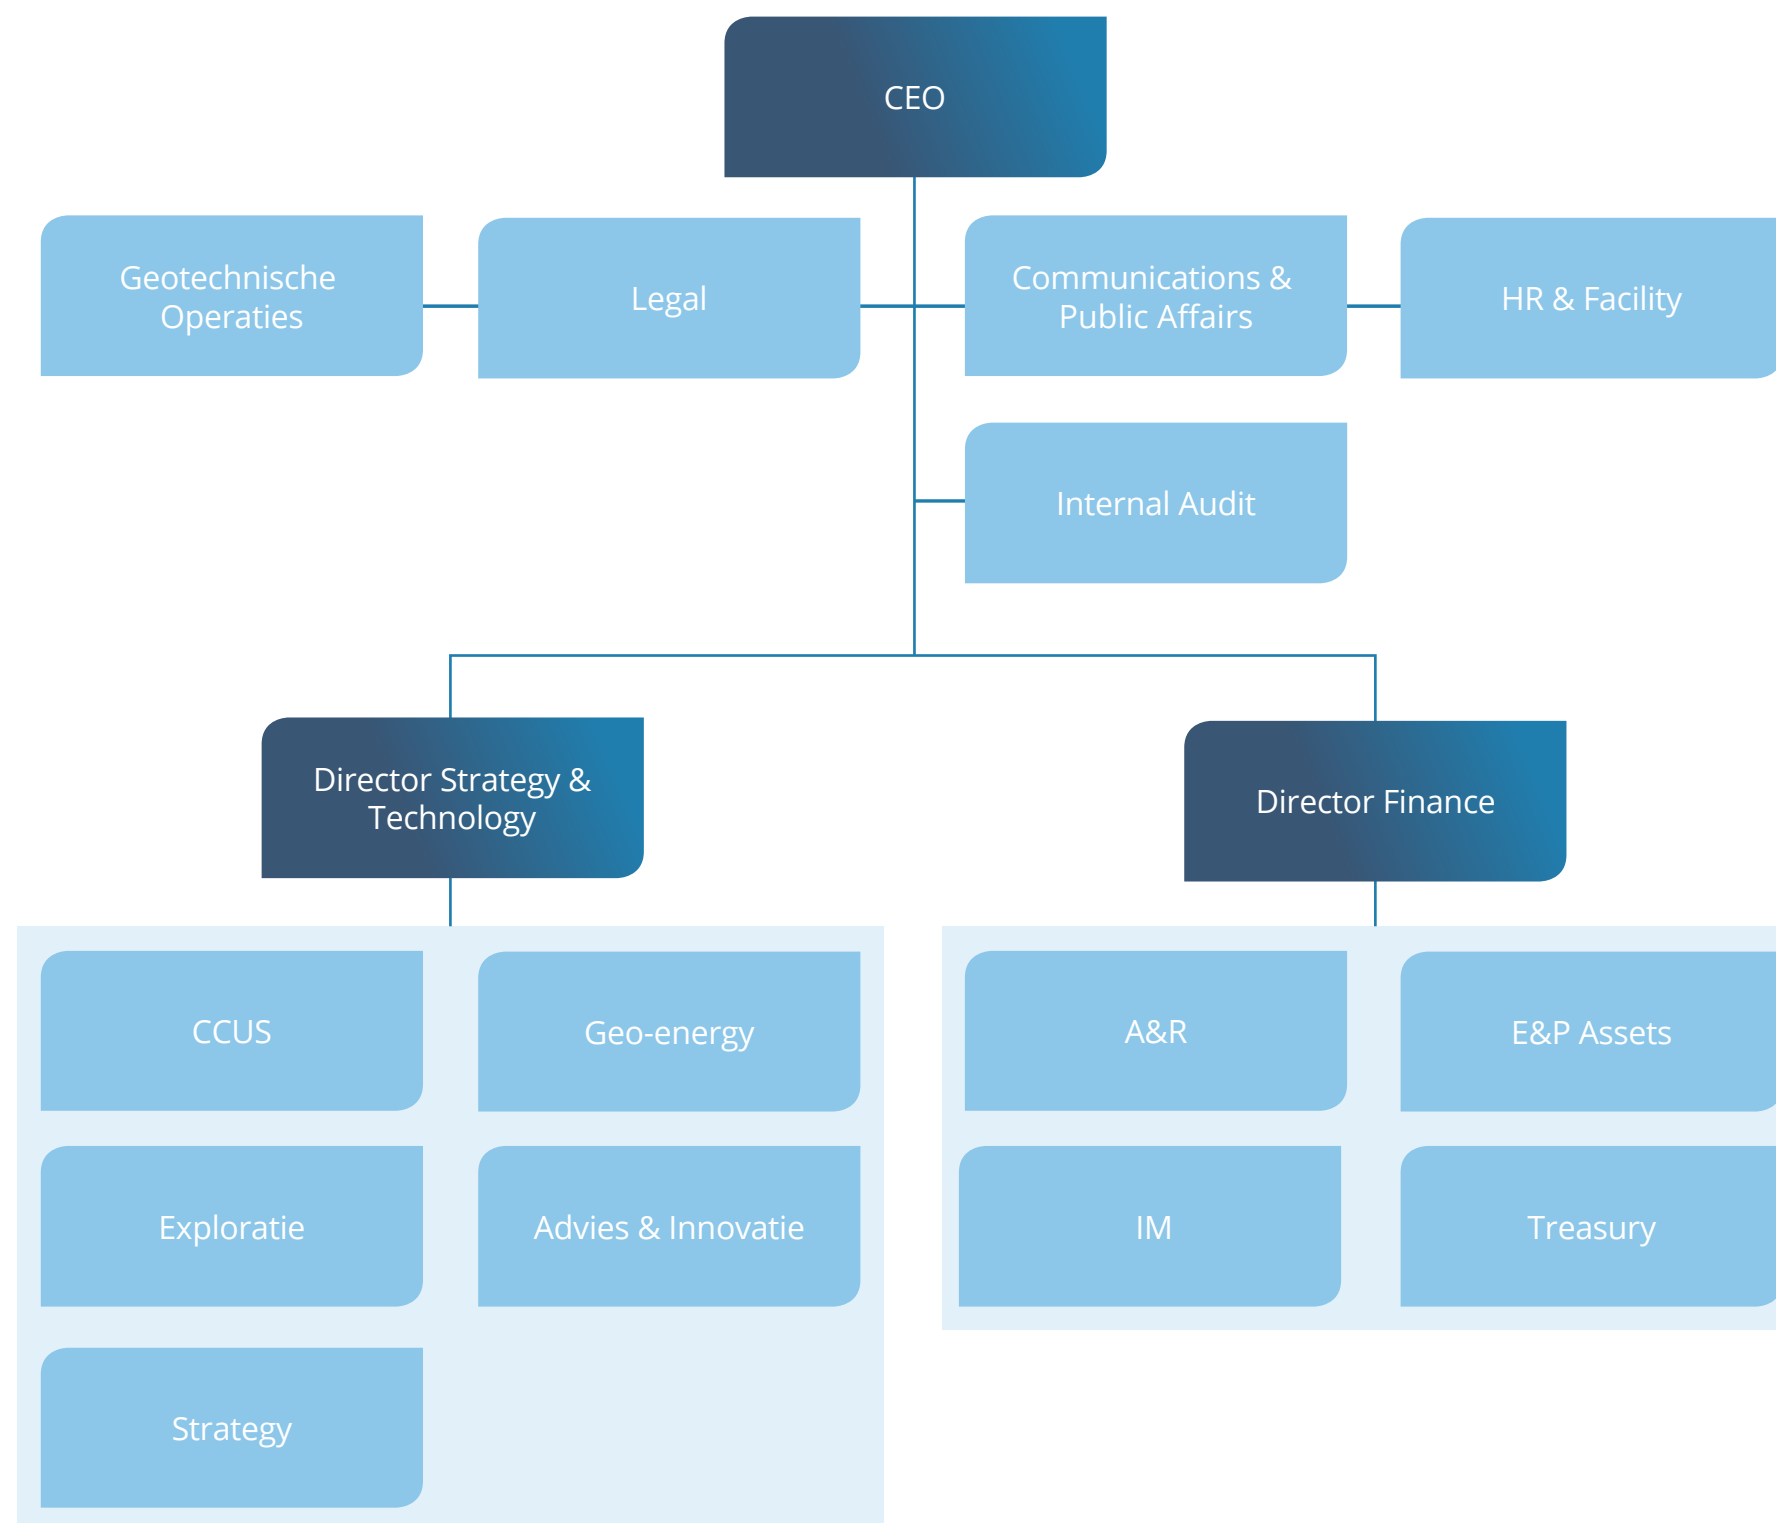 CEO
Geotechnische
Operaties
Legal
Communications &
Public Affairs
HR & Facility
Internal Audit
Director Strategy &
Technology
Director Finance
CCUS
Geo-energy
A&R
E&P Assets
Exploratie
Advies & Innovatie
IM
Treasury
Strategy